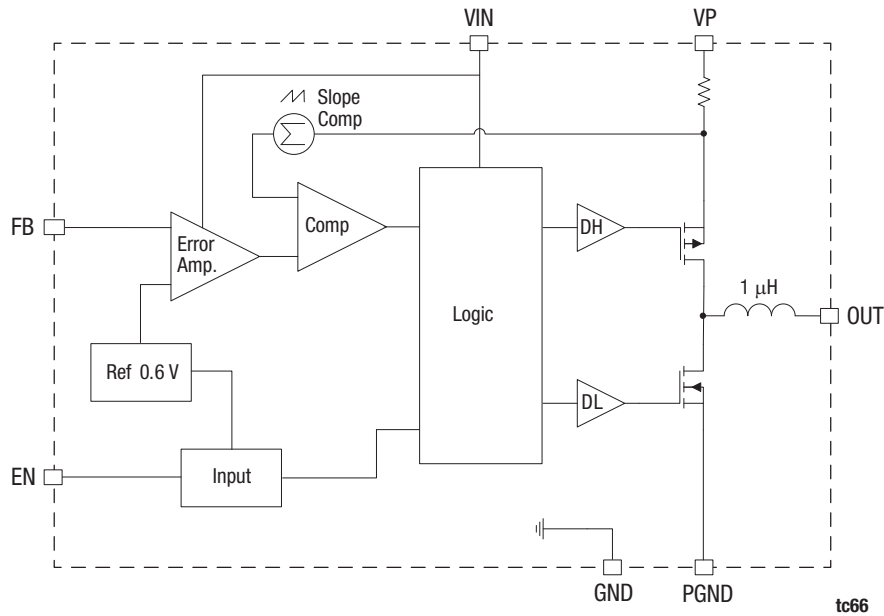 VIN
VP
Slope
Comp
FB
Error
Amp.
Comp
DH
Logic
1 μH
OUT
Ref 0.6 V
DL
EN
Input
GND
PGND
tc66